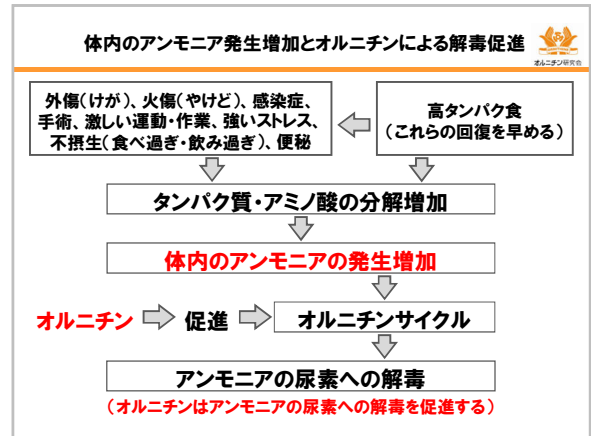 体内のアンモニア発生増加とオルニチンによる解毒促進
オルニチン研究会
外傷(けが)、火傷(やけど)、感染症、
手術、激しい運動・作業、強いストレス、
不摂生(食べ過ぎ・飲み過ぎ)、便秘
高タンパク食
(これらの回復を早める)
タンパク質・アミノ酸の分解増加
体内のアンモニアの発生増加
オルニチン
促進
オルニチンサイクル
アンモニアの尿素への解毒
(オルニチンはアンモニアの尿素への解毒を促進する)